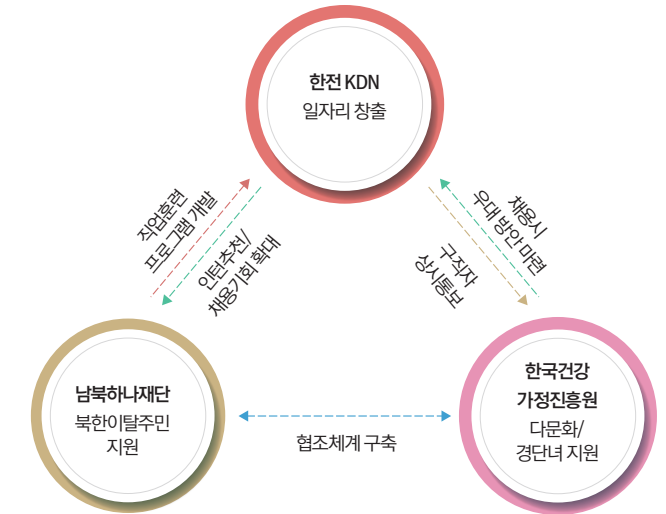 한전 KDN
일자리 창출
직업훈련
프로그램 개발
인턴추천/
채용기회 확대
채용시
우대 방안 마련
구직자
상시통보
남북하나재단
북한이탈주민
지원
협조체계 구축
한국건강
가정진흥원
다문화/
경단녀 지원